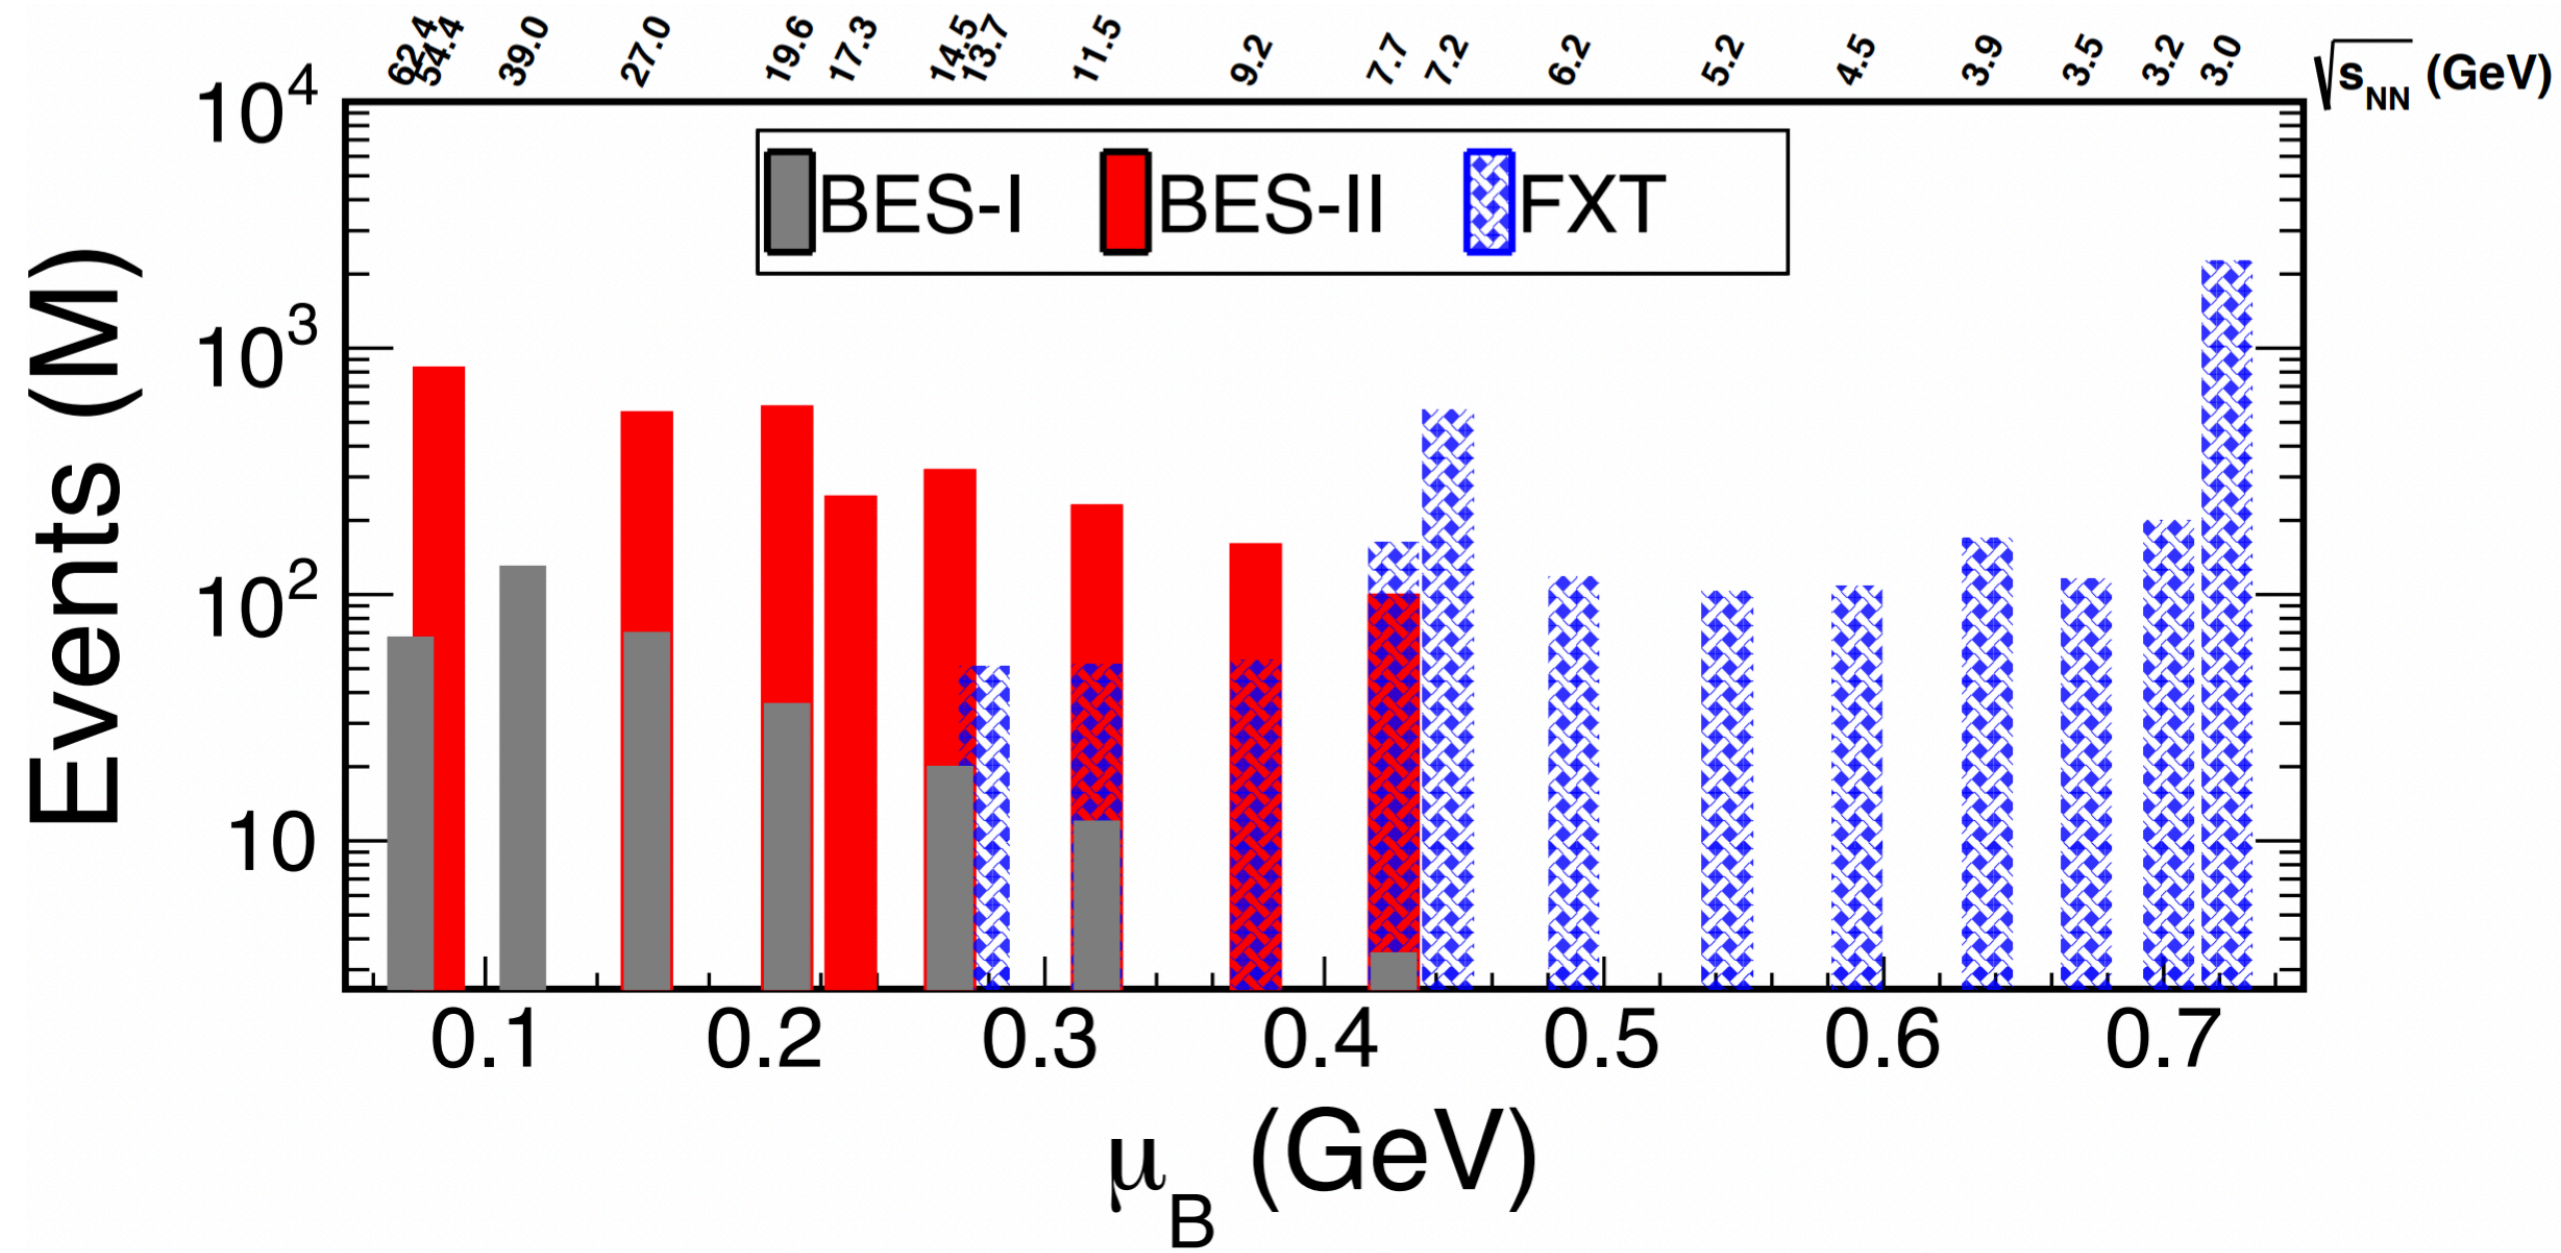 62.4 54.4 39.0 27.0 19.6 17.3 14.5 13.7 11.5 9.2 7.7 7.2 6.2 5.2 4.5 3.9 3.5 3.2 3.0 √sNN (GeV)
10⁴
BES-I BES-II FXT
10³
10²
10
Events (M)
0.1 0.2 0.3 0.4 0.5 0.6 0.7
μB (GeV)